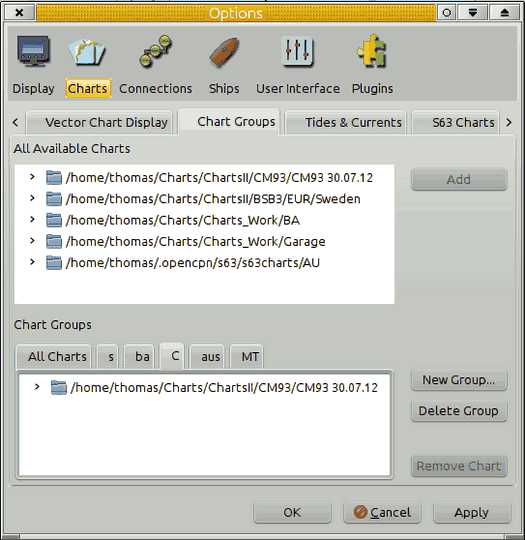 Options
Display Charts Connections Ships User Interface Plugins
Vector Chart Display Chart Groups Tides & Currents S63 Charts
All Available Charts
/home/thomas/Charts/ChartsII/CM93/CM93 30.07.12
Add
/home/thomas/Charts/ChartsII/BSB3/EUR/Sweden
/home/thomas/Charts/Charts_Work/BA
/home/thomas/Charts/Charts_Work/Garage
/home/thomas/.opencpn/s63/s63charts/AU
Chart Groups
All Charts s ba C aus MT
/home/thomas/Charts/ChartsII/CM93/CM93 30.07.12
New Group...
Delete Group
Remove Chart
OK Cancel Apply